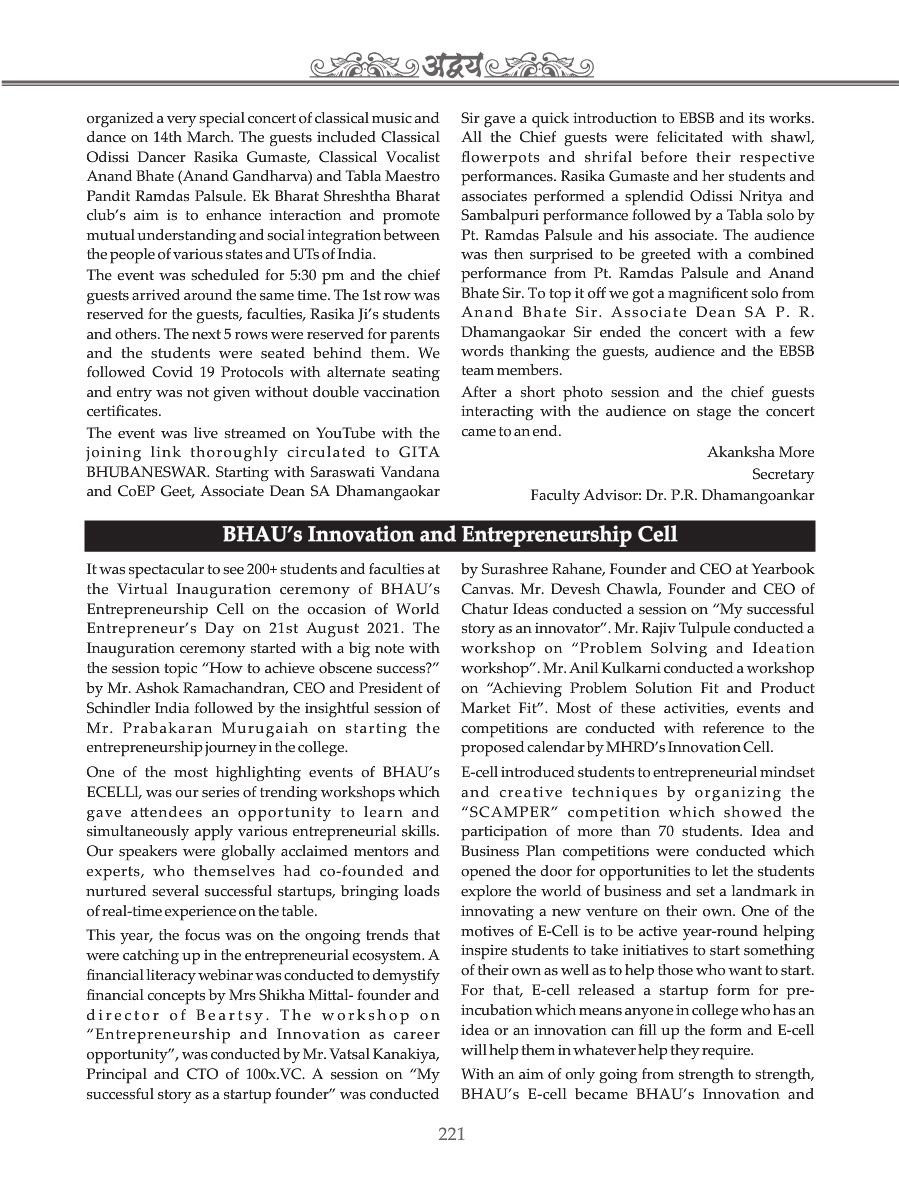 अद्वय
organized a very special concert of classical music and
dance on 14th March. The guests included Classical
Odissi Dancer Rasika Gumaste, Classical Vocalist
Anand Bhate (Anand Gandharva) and Tabla Maestro
Pandit Ramdas Palsule. Ek Bharat Shreshtha Bharat
club's aim is to enhance interaction and promote
mutual understanding and social integration between
the people of various states and UTs of India.
The event was scheduled for 5:30 pm and the chief
guests arrived around the same time. The 1st row was
reserved for the guests, faculties, Rasika Ji's students
and others. The next 5 rows were reserved for parents
and the students were seated behind them. We
followed Covid 19 Protocols with alternate seating
and entry was not given without double vaccination
certificates.
The event was live streamed on YouTube with the
joining link thoroughly circulated to GITA
BHUBANESWAR. Starting with Saraswati Vandana
and CoEP Geet, Associate Dean SA Dhamangaokar
Sir gave a quick introduction to EBSB and its works.
All the Chief guests were felicitated with shawl,
flowerpots and shrifal before their respective
performances. Rasika Gumaste and her students and
associates performed a splendid Odissi Nritya and
Sambalpuri performance followed by a Tabla solo by
Pt. Ramdas Palsule and his associate. The audience
was then surprised to be greeted with a combined
performance from Pt. Ramdas Palsule and Anand
Bhate Sir. To top it off we got a magnificent solo from
Anand Bhate Sir. Associate Dean SA P. R.
Dhamangaokar Sir ended the concert with a few
words thanking the guests, audience and the EBSB
team members.
After a short photo session and the chief guests
interacting with the audience on stage the concert
came to an end.
Akanksha More
Secretary
Faculty Advisor: Dr. P.R. Dhamangoankar
BHAU's Innovation and Entrepreneurship Cell
It was spectacular to see 200+ students and faculties at
the Virtual Inauguration ceremony of BHAU's
Entrepreneurship Cell on the occasion of World
Entrepreneur's Day on 21st August 2021. The
Inauguration ceremony started with a big note with
the session topic “How to achieve obscene success?”
by Mr. Ashok Ramachandran, CEO and President of
Schindler India followed by the insightful session of
Mr. Prabakaran Murugaiah on starting the
entrepreneurship journey in the college.
One of the most highlighting events of BHAU's
ECELLl, was our series of trending workshops which
gave attendees an opportunity to learn and
simultaneously apply various entrepreneurial skills.
Our speakers were globally acclaimed mentors and
experts, who themselves had co-founded and
nurtured several successful startups, bringing loads
of real-time experience on the table.
This year, the focus was on the ongoing trends that
were catching up in the entrepreneurial ecosystem. A
financial literacy webinar was conducted to demystify
financial concepts by Mrs Shikha Mittal- founder and
director of Beartsy. The workshop on
“Entrepreneurship and Innovation as career
opportunity”, was conducted by Mr. Vatsal Kanakiya,
Principal and CTO of 100x.VC. A session on “My
successful story as a startup founder” was conducted
by Surashree Rahane, Founder and CEO at Yearbook
Canvas. Mr. Devesh Chawla, Founder and CEO of
Chatur Ideas conducted a session on “My successful
story as an innovator”. Mr. Rajiv Tulpule conducted a
workshop on “Problem Solving and Ideation
workshop”. Mr. Anil Kulkarni conducted a workshop
on “Achieving Problem Solution Fit and Product
Market Fit”. Most of these activities, events and
competitions are conducted with reference to the
proposed calendar by MHRD's Innovation Cell.
E-cell introduced students to entrepreneurial mindset
and creative techniques by organizing the
“SCAMPER” competition which showed the
participation of more than 70 students. Idea and
Business Plan competitions were conducted which
opened the door for opportunities to let the students
explore the world of business and set a landmark in
innovating a new venture on their own. One of the
motives of E-Cell is to be active year-round helping
inspire students to take initiatives to start something
of their own as well as to help those who want to start.
For that, E-cell released a startup form for pre-
incubation which means anyone in college who has an
idea or an innovation can fill up the form and E-cell
will help them in whatever help they require.
With an aim of only going from strength to strength,
BHAU's E-cell became BHAU's Innovation and
221